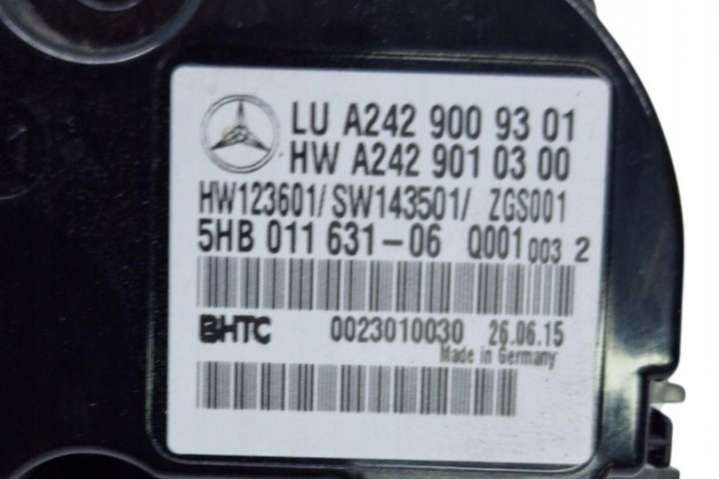 LU A242 900 93 01
HW A242 901 03 00
HW123601/ SW143501/ ZGS001
5HB 011 631-06 Q001 003 2
BHTC 0023010030 26.06.15
Made in Germany